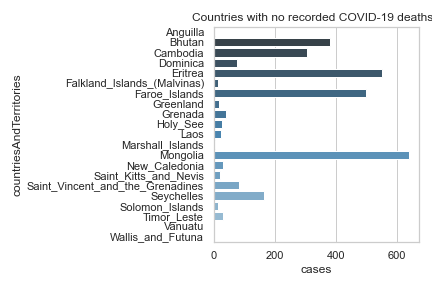 Countries with no recorded COVID-19 deaths
countriesAndTerritories
Anguilla
Bhutan
Cambodia
Dominica
Eritrea
Falkland_Islands_(Malvinas)
Faroe_Islands
Greenland
Grenada
Holy_See
Laos
Marshall_Islands
Mongolia
New_Caledonia
Saint_Kitts_and_Nevis
Saint_Vincent_and_the_Grenadines
Seychelles
Solomon_Islands
Timor_Leste
Vanuatu
Wallis_and_Futuna
0 200 400 600
cases